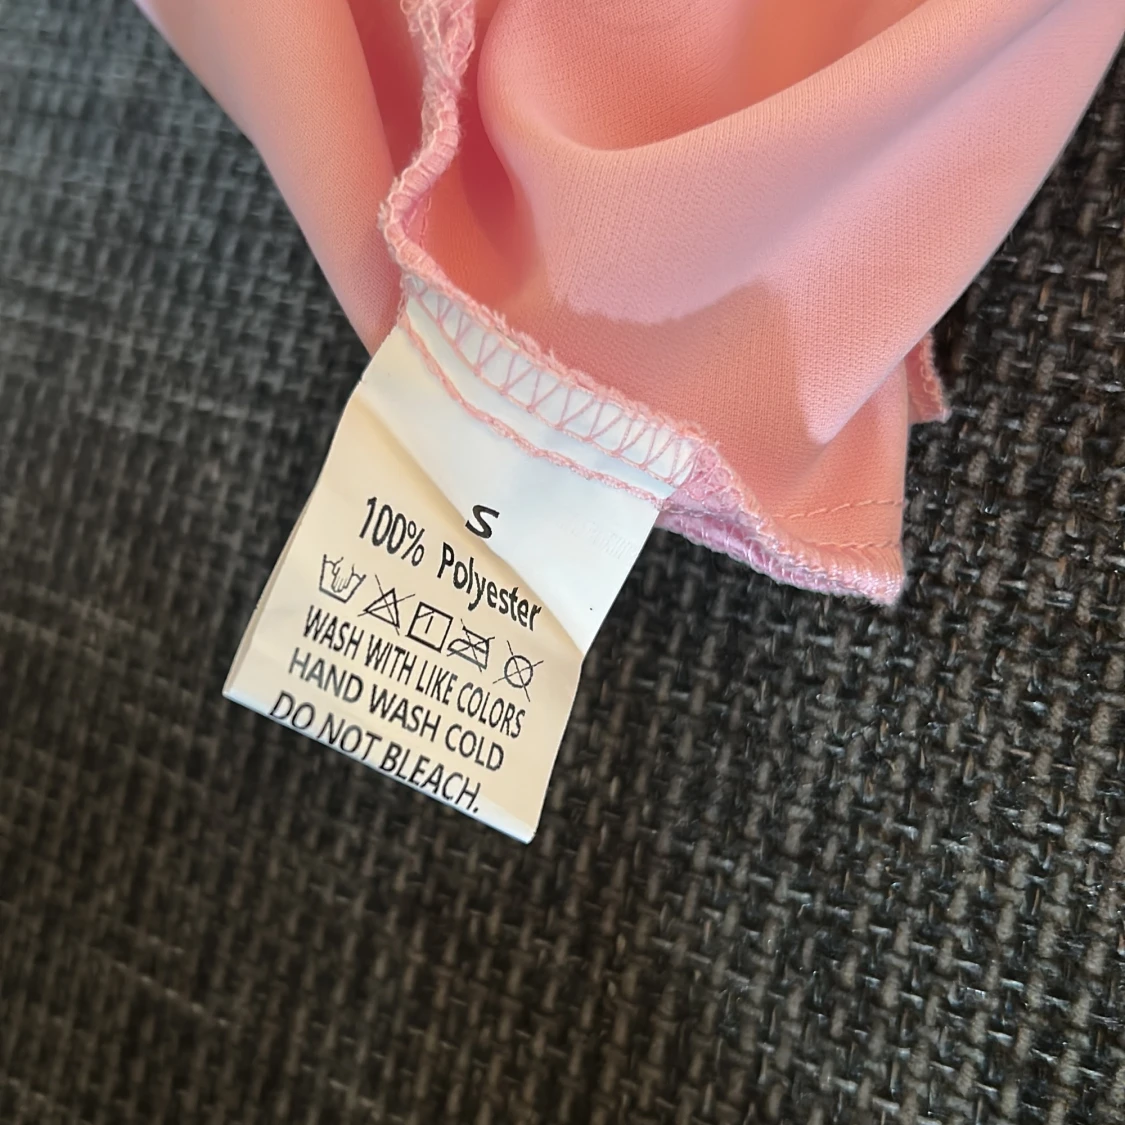 S
100% Polyester
WASH WITH LIKE COLORS
HAND WASH COLD
DO NOT BLEACH.